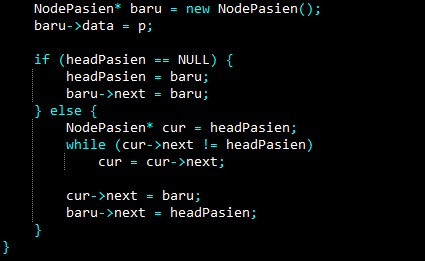 NodePasien* baru = new NodePasien();
baru->data = p;
if (headPasien == NULL) {
headPasien = baru;
baru->next = baru;
} else {
NodePasien* cur = headPasien;
while (cur->next != headPasien)
cur = cur->next;
cur->next = baru;
baru->next = headPasien;
}
}